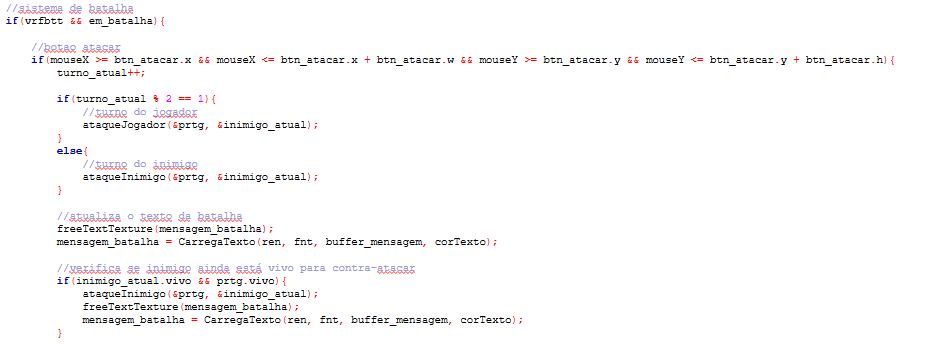 //sistema de batalha
if(vrfbtt && em_batalha){
//botao atacar
if(mouseX >= btn_atacar.x && mouseX <= btn_atacar.x + btn_atacar.w && mouseY >= btn_atacar.y && mouseY <= btn_atacar.y + btn_atacar.h){
turno_atual++;
if(turno_atual % 2 == 1){
//turno do jogador
ataqueJogador(&prtg, &inimigo_atual);
}
else{
//turno do inimigo
ataqueInimigo(&prtg, &inimigo_atual);
}
//atualiza o texto da batalha
freeTextTexture(mensagem_batalha);
mensagem_batalha = CarregaTexto(ren, fnt, buffer_mensagem, corTexto);
//verifica se inimigo ainda está vivo para contra-atacar
if(inimigo_atual.vivo && prtg.vivo){
ataqueInimigo(&prtg, &inimigo_atual);
freeTextTexture(mensagem_batalha);
mensagem_batalha = CarregaTexto(ren, fnt, buffer_mensagem, corTexto);
}